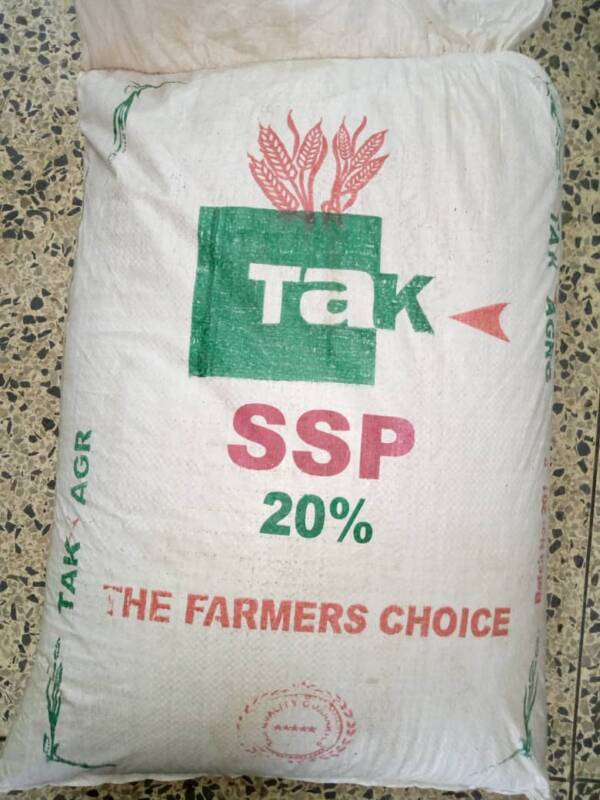 TaK
SSP
20%
THE FARMERS CHOICE
TAK AGR
TAK AGRO